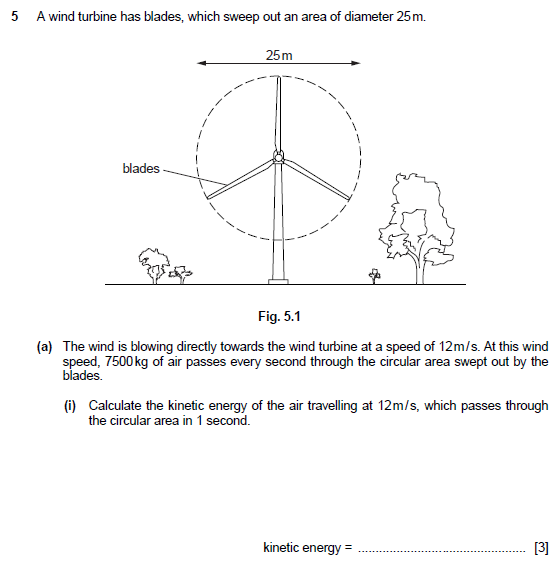 5 A wind turbine has blades, which sweep out an area of diameter 25 m.
25 m
blades
Fig. 5.1
(a) The wind is blowing directly towards the wind turbine at a speed of 12 m/s. At this wind
speed, 7500 kg of air passes every second through the circular area swept out by the
blades.
(i) Calculate the kinetic energy of the air travelling at 12 m/s, which passes through
the circular area in 1 second.
kinetic energy = .................................................. [3]